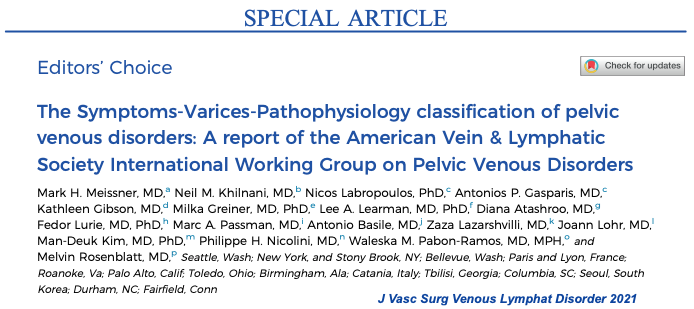 SPECIAL ARTICLE
Editors' Choice
Check for updates
The Symptoms-Varices-Pathophysiology classification of pelvic
venous disorders: A report of the American Vein & Lymphatic
Society International Working Group on Pelvic Venous Disorders
Mark H. Meissner, MD,a Neil M. Khilnani, MD,b Nicos Labropoulos, PhD,c Antonios P. Gasparis, MD,c
Kathleen Gibson, MD,d Milka Greiner, MD, PhD,e Lee A. Learman, MD, PhD,f Diana Atashroo, MD,g
Fedor Lurie, MD, PhD,h Marc A. Passman, MD,i Antonio Basile, MD,j Zaza Lazarshvilli, MD,k Joann Lohr, MD,l
Man-Deuk Kim, MD, PhD,m Philippe H. Nicolini, MD,n Waleska M. Pabon-Ramos, MD, MPH,o and
Melvin Rosenblatt, MD,p Seattle, Wash; New York, and Stony Brook, NY; Bellevue, Wash; Paris and Lyon, France;
Roanoke, Va; Palo Alto, Calif; Toledo, Ohio; Birmingham, Ala; Catania, Italy; Tbilisi, Georgia; Columbia, SC; Seoul, South
Korea; Durham, NC; Fairfield, Conn
J Vasc Surg Venous Lymphat Disorder 2021